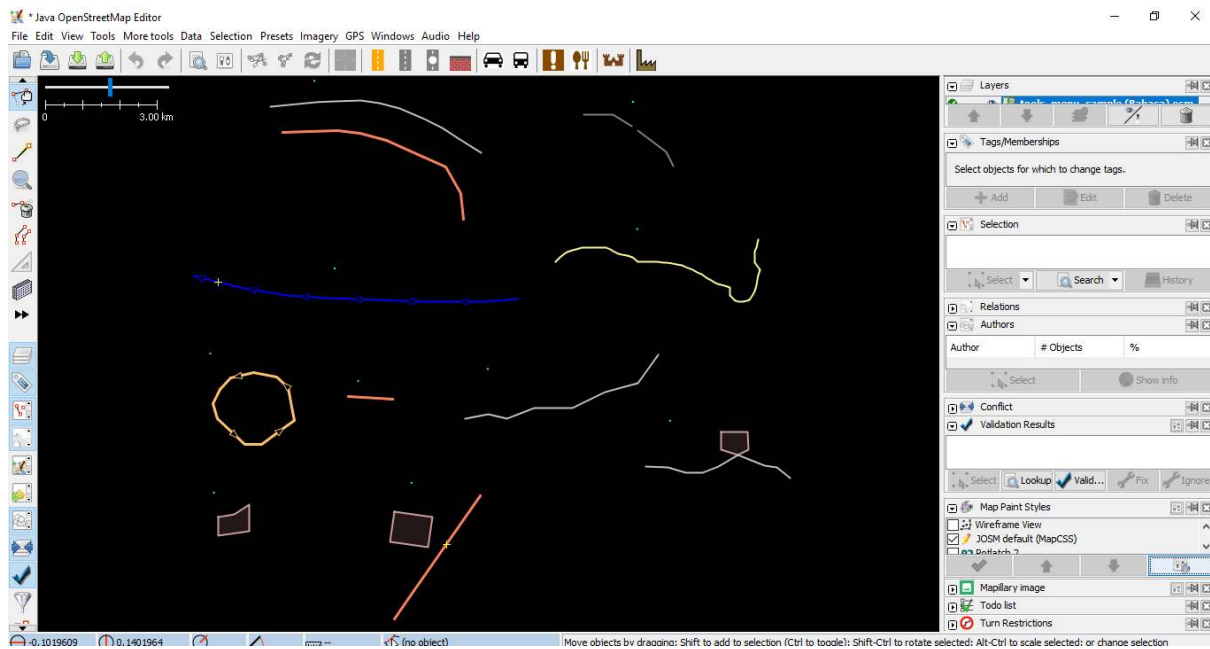 * Java OpenStreetMap Editor
File Edit View Tools More tools Data Selection Presets Imagery GPS Windows Audio Help
0 3.00 km
Layers
tools_menu_sample (Bahasa).osm
Tags/Memberships
Select objects for which to change tags.
Add Edit Delete
Selection
Select Search History
Relations
Authors
Author # Objects %
Select Show info
Conflict
Validation Results
Select Lookup Valid... Fix Ignore
Map Paint Styles
Wireframe View
JOSM default (MapCSS)
Potlatch 2
Mapillary image
Todo list
Turn Restrictions
-0.1019609 0.1401964 -- (no object) Move objects by dragging; Shift to add to selection (Ctrl to toggle); Shift-Ctrl to rotate selected; Alt-Ctrl to scale selected; or change selection